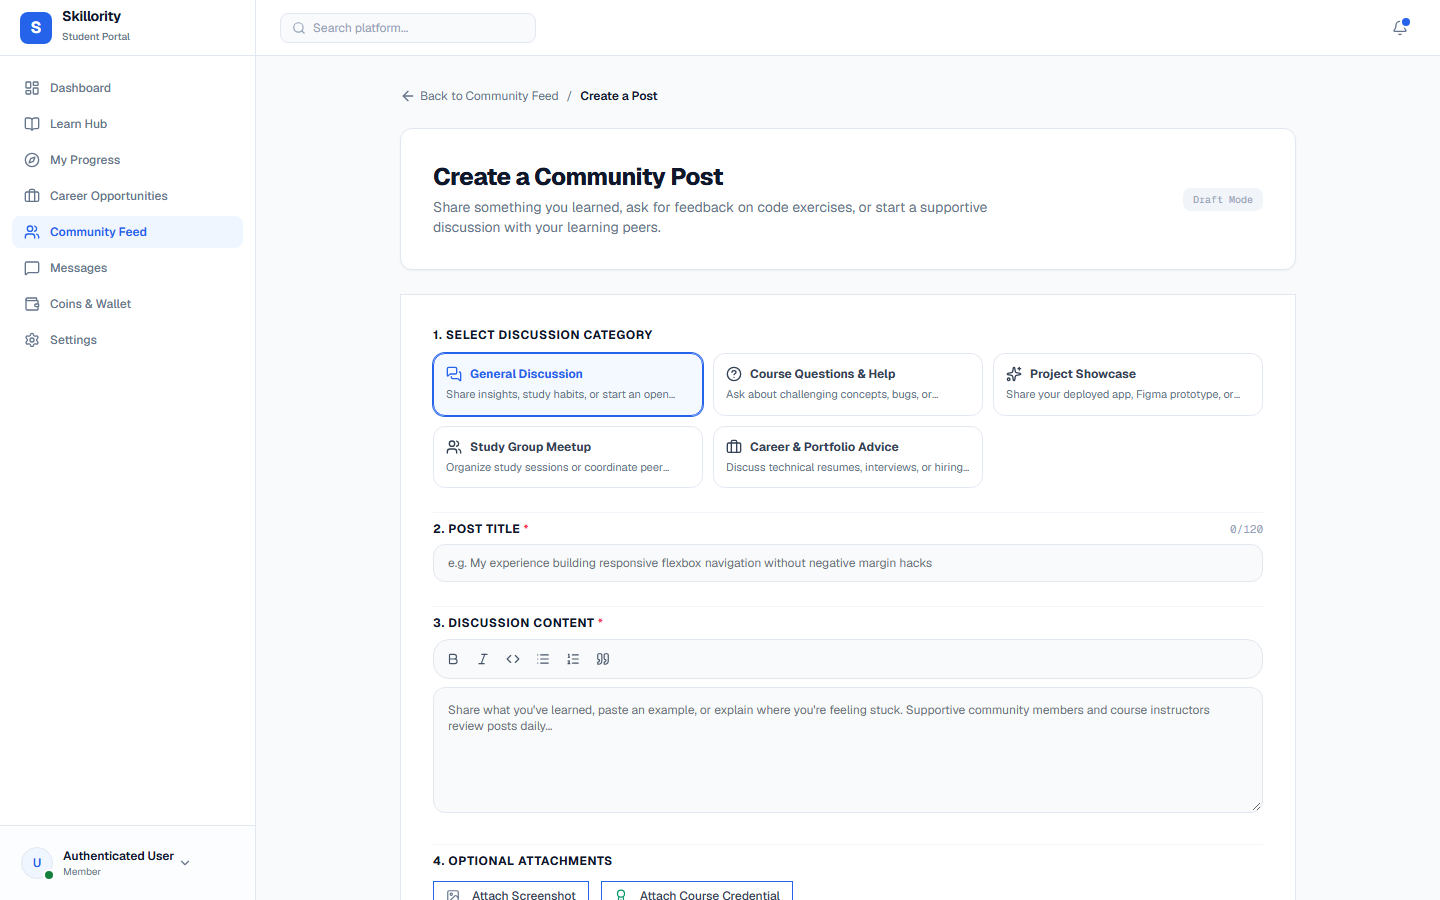 S
Skillority
Student Portal
Search platform...
Dashboard
Learn Hub
My Progress
Career Opportunities
Community Feed
Messages
Coins & Wallet
Settings
U
Authenticated User
Member
Back to Community Feed / Create a Post
Create a Community Post
Share something you learned, ask for feedback on code exercises, or start a supportive
discussion with your learning peers.
Draft Mode
1. SELECT DISCUSSION CATEGORY
General Discussion
Share insights, study habits, or start an open...
Course Questions & Help
Ask about challenging concepts, bugs, or...
Project Showcase
Share your deployed app, Figma prototype, or...
Study Group Meetup
Organize study sessions or coordinate peer...
Career & Portfolio Advice
Discuss technical resumes, interviews, or hiring...
2. POST TITLE *
0/120
e.g. My experience building responsive flexbox navigation without negative margin hacks
3. DISCUSSION CONTENT *
Share what you've learned, paste an example, or explain where you're feeling stuck. Supportive community members and course instructors
review posts daily...
4. OPTIONAL ATTACHMENTS
Attach Screenshot
Attach Course Credential